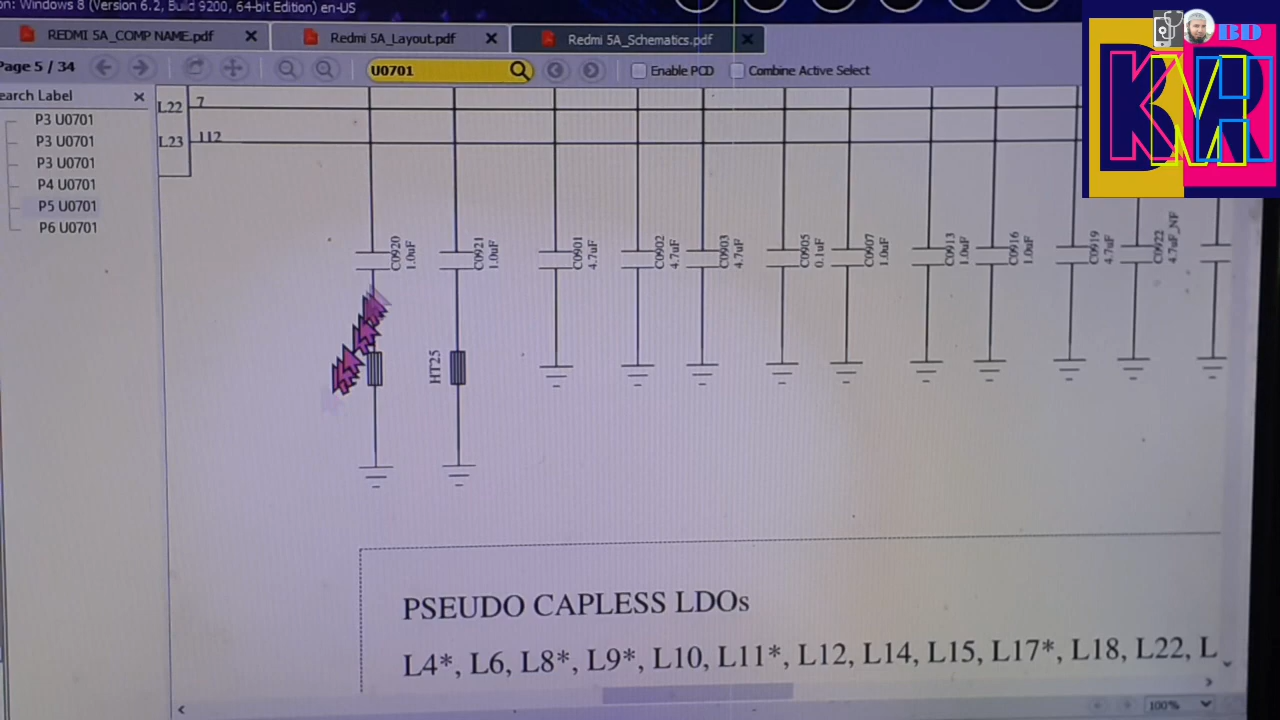 on: Windows 8 (Version 6.2, Build 9200, 64-bit Edition) en-US
REDMI 5A_COMP NAME.pdf
Redmi 5A_Layout.pdf
Redmi 5A_Schematics.pdf
BD
KMR
Page 5 / 34
U0701
Enable PCD
Combine Active Select
earch Label
P3 U0701
P3 U0701
P3 U0701
P4 U0701
P5 U0701
P6 U0701
L22 7
L23 112
C0920 1.0uF
C0921 1.0uF
C0901 4.7uF
C0902 4.7uF
C0903 4.7uF
C0905 0.1uF
C0907 1.0uF
C0913 1.0uF
C0916 1.0uF
C0919 4.7uF
C0922 4.7uF_NF
HT25
PSEUDO CAPLESS LDOs
L4*, L6, L8*, L9*, L10, L11*, L12, L14, L15, L17*, L18, L22, L
100%